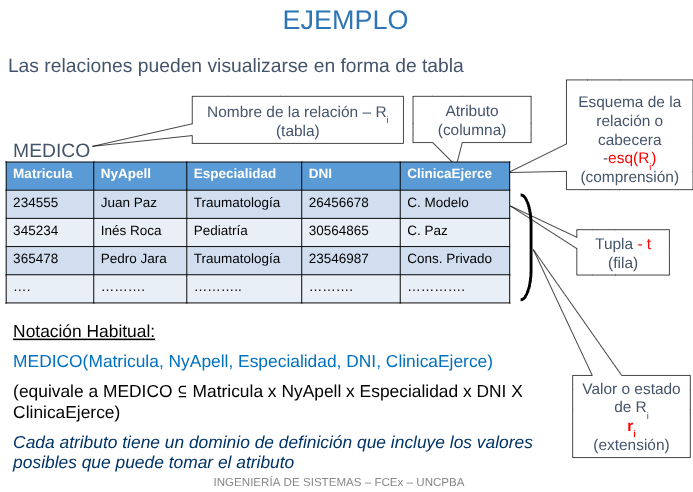 EJEMPLO
Las relaciones pueden visualizarse en forma de tabla
Nombre de la relación – Ri
(tabla)
Atributo
(columna)
Esquema de la
relación o
cabecera
-esq(Ri)
(comprensión)
MEDICO
Matricula NyApell Especialidad DNI ClinicaEjerce
234555 Juan Paz Traumatología 26456678 C. Modelo
345234 Inés Roca Pediatría 30564865 C. Paz
365478 Pedro Jara Traumatología 23546987 Cons. Privado
…. ………. ……….. ………. ………….
Tupla - t
(fila)
Valor o estado
de Ri
ri
(extensión)
Notación Habitual:
MEDICO(Matricula, NyApell, Especialidad, DNI, ClinicaEjerce)
(equivale a MEDICO ⊆ Matricula x NyApell x Especialidad x DNI X
ClinicaEjerce)
Cada atributo tiene un dominio de definición que incluye los valores
posibles que puede tomar el atributo
INGENIERÍA DE SISTEMAS – FCEx – UNCPBA